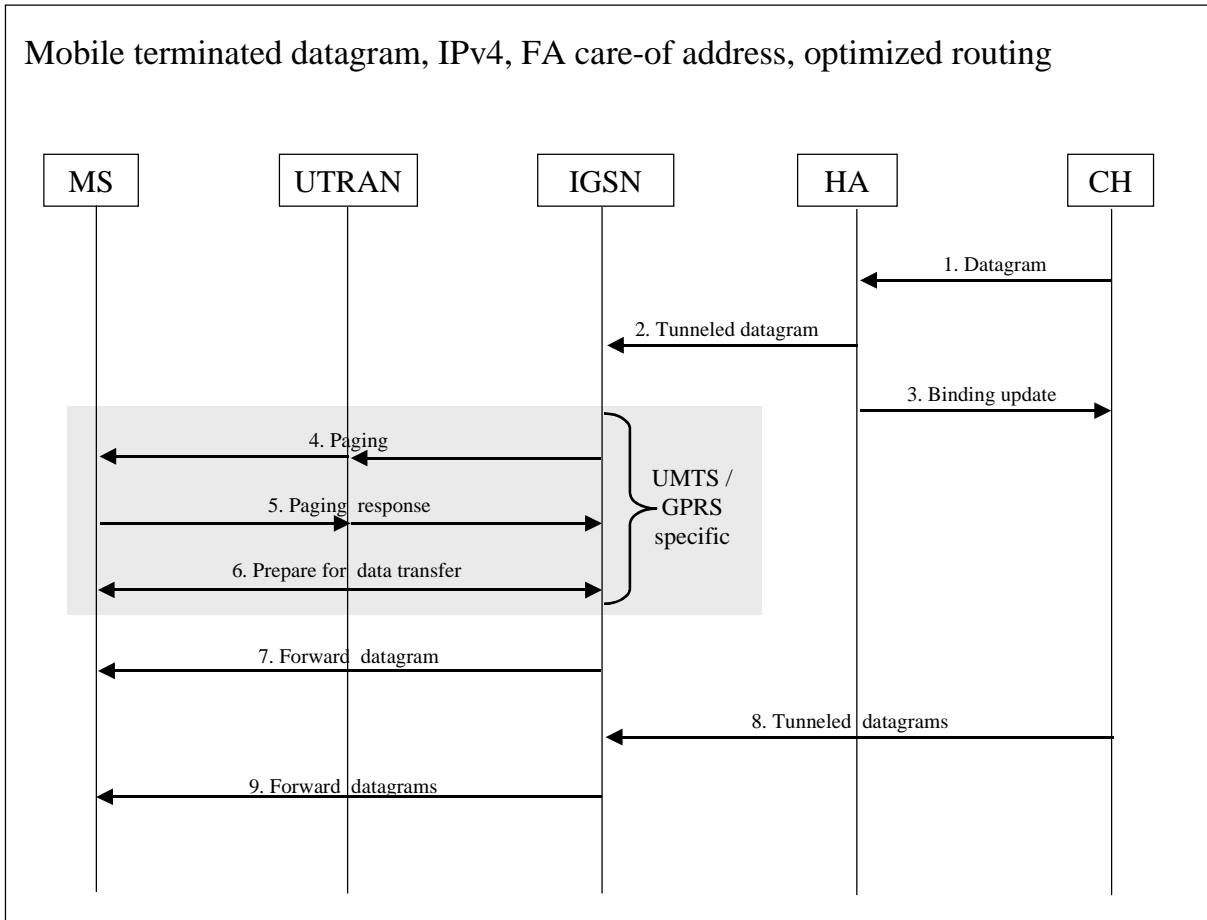 Mobile terminated datagram, IPv4, FA care-of address, optimized routing
MS
UTRAN
IGSN
HA
CH
1. Datagram
2. Tunneled datagram
3. Binding update
4. Paging
5. Paging response
6. Prepare for data transfer
UMTS /
GPRS
specific
7. Forward datagram
8. Tunneled datagrams
9. Forward datagrams